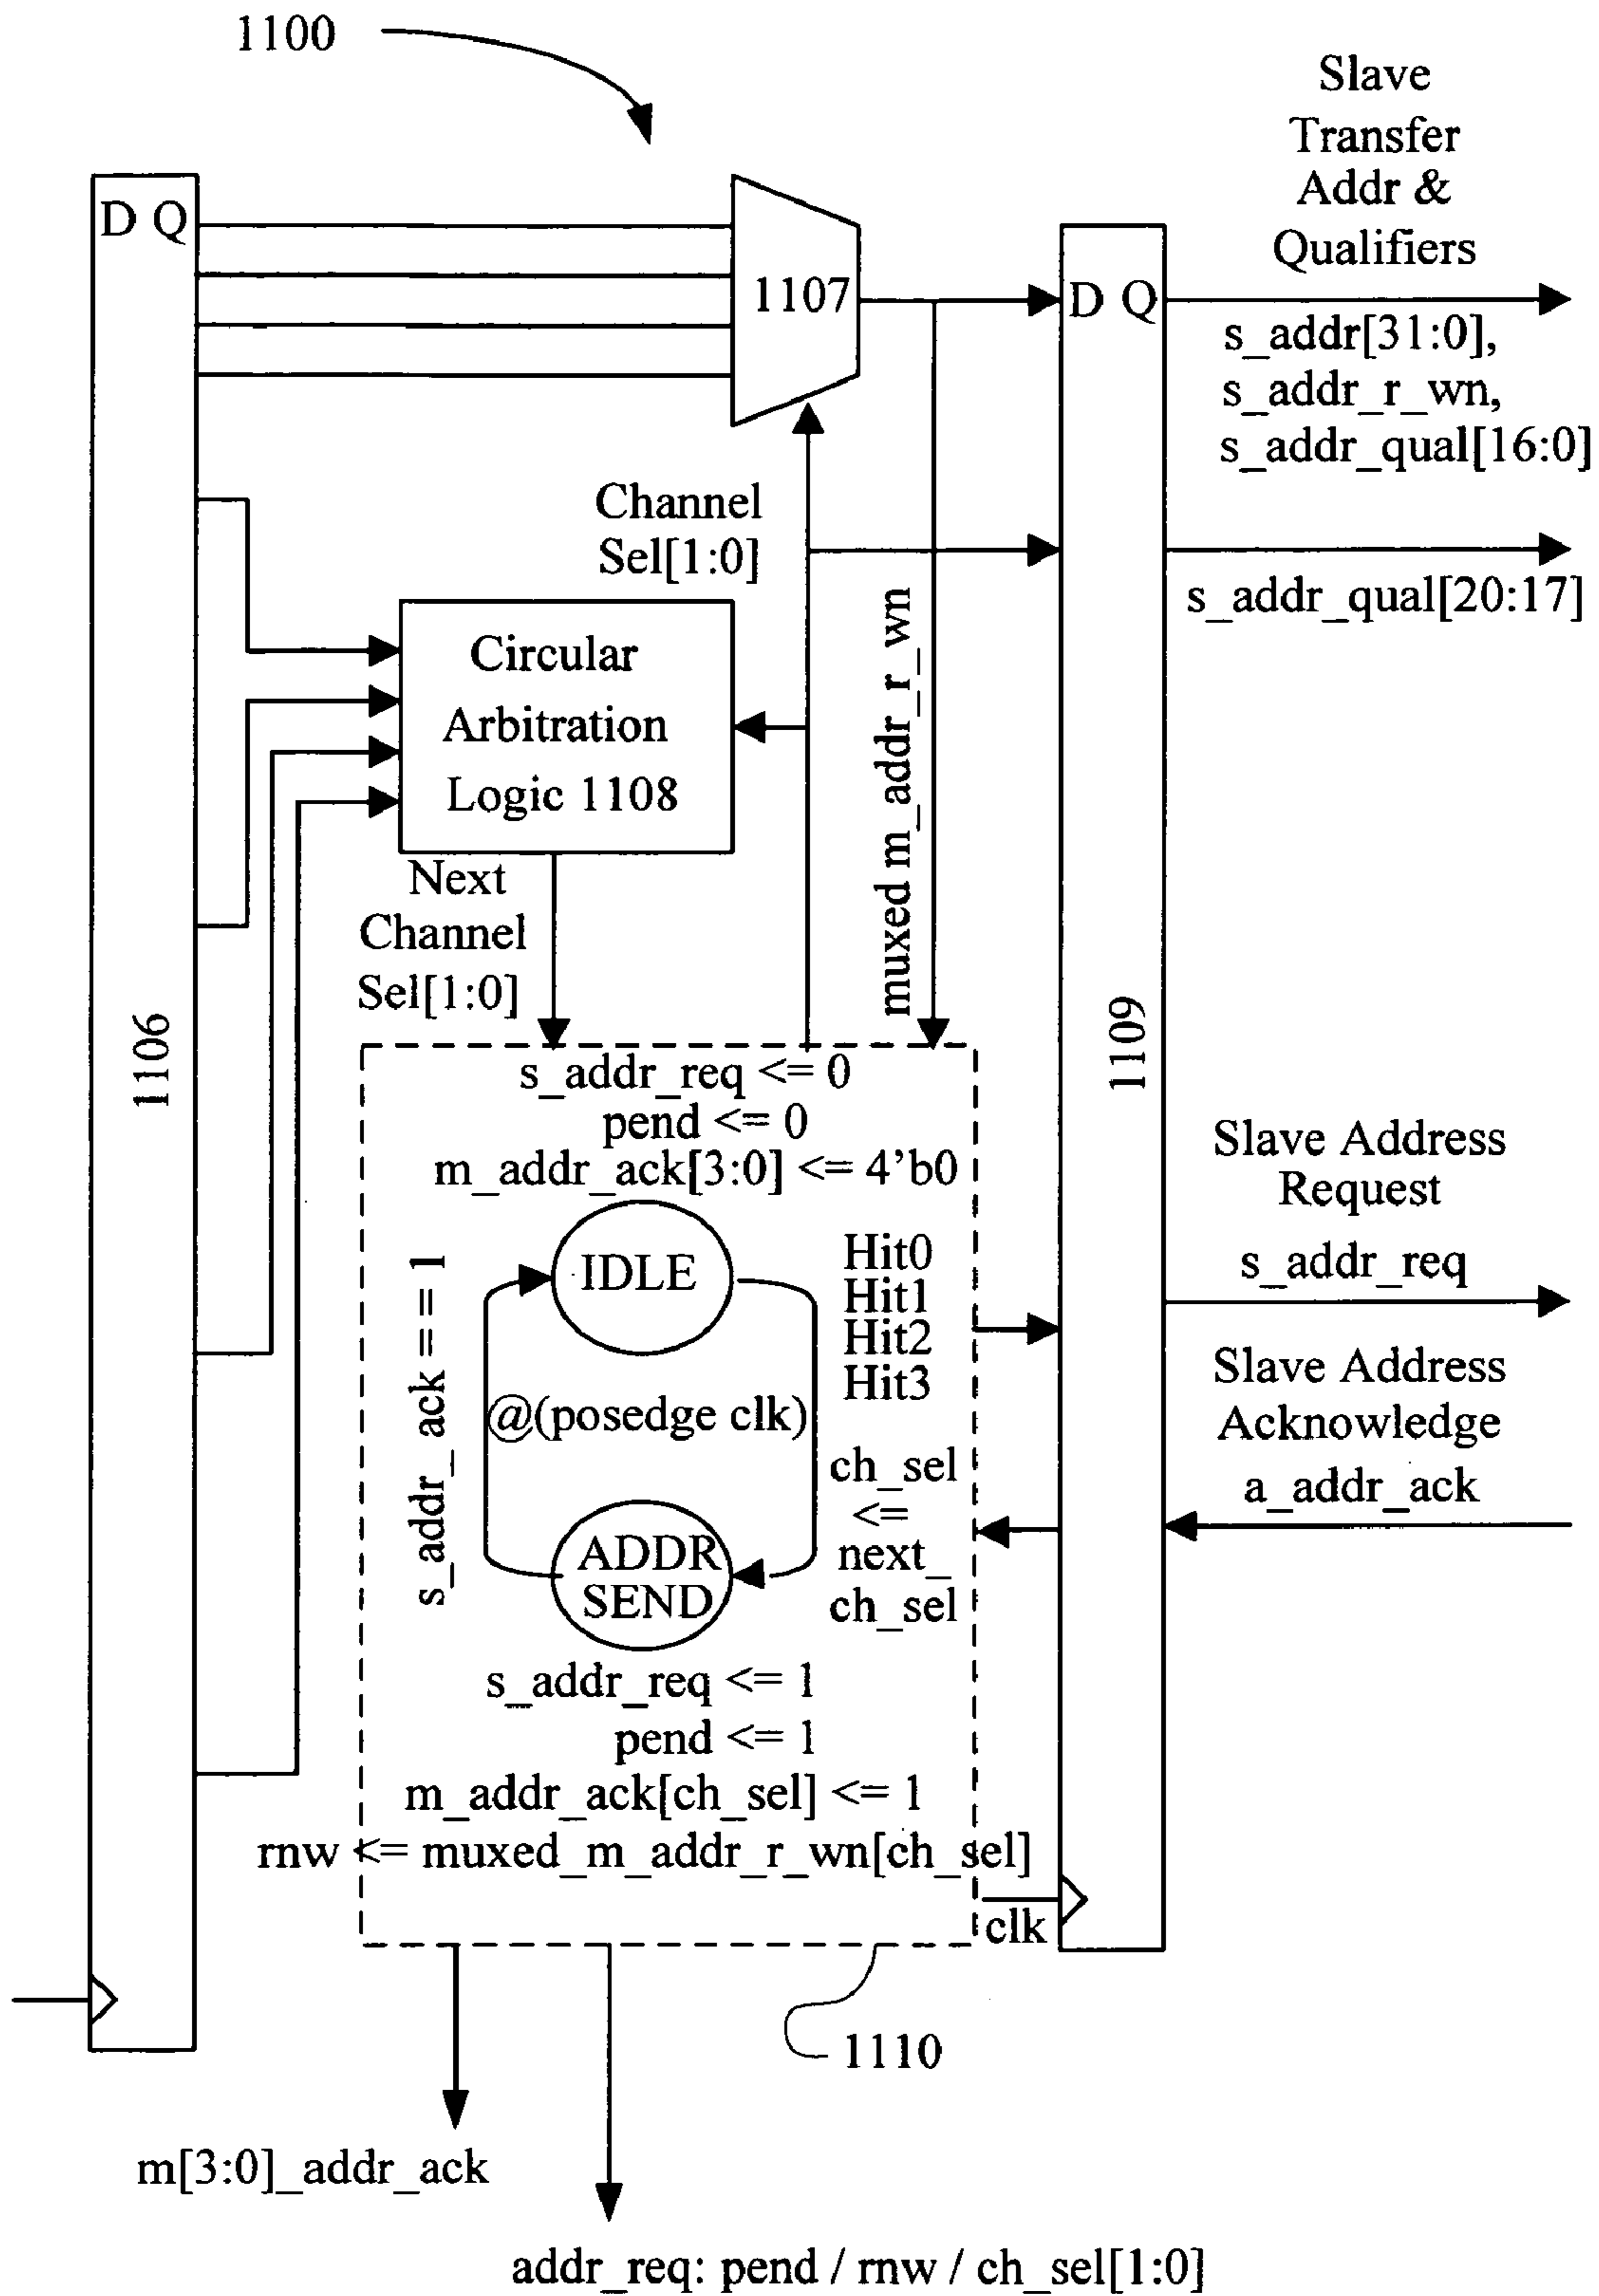 1100
Slave
Transfer
Addr &
Qualifiers
D Q
1107
D Q
s_addr[31:0],
s_addr_r_wn,
s_addr_qual[16:0]
Channel
Sel[1:0]
s_addr_qual[20:17]
muxed m_addr_r_wn
Circular
Arbitration
Logic 1108
Next
Channel
Sel[1:0]
1106
1109
s_addr_req <= 0
pend <= 0
m_addr_ack[3:0] <= 4’b0
Slave Address
Request
s_addr_req
IDLE
Hit0
Hit1
Hit2
Hit3
s_addr_ack == 1
@(posedge clk)
Slave Address
Acknowledge
a_addr_ack
ch_sel
<=
next_
ch_sel
ADDR
SEND
s_addr_req <= 1
pend <= 1
m_addr_ack[ch_sel] <= 1
rnw <= muxed_m_addr_r_wn[ch_sel]
clk
1110
m[3:0]_addr_ack
addr_req: pend / rnw / ch_sel[1:0]